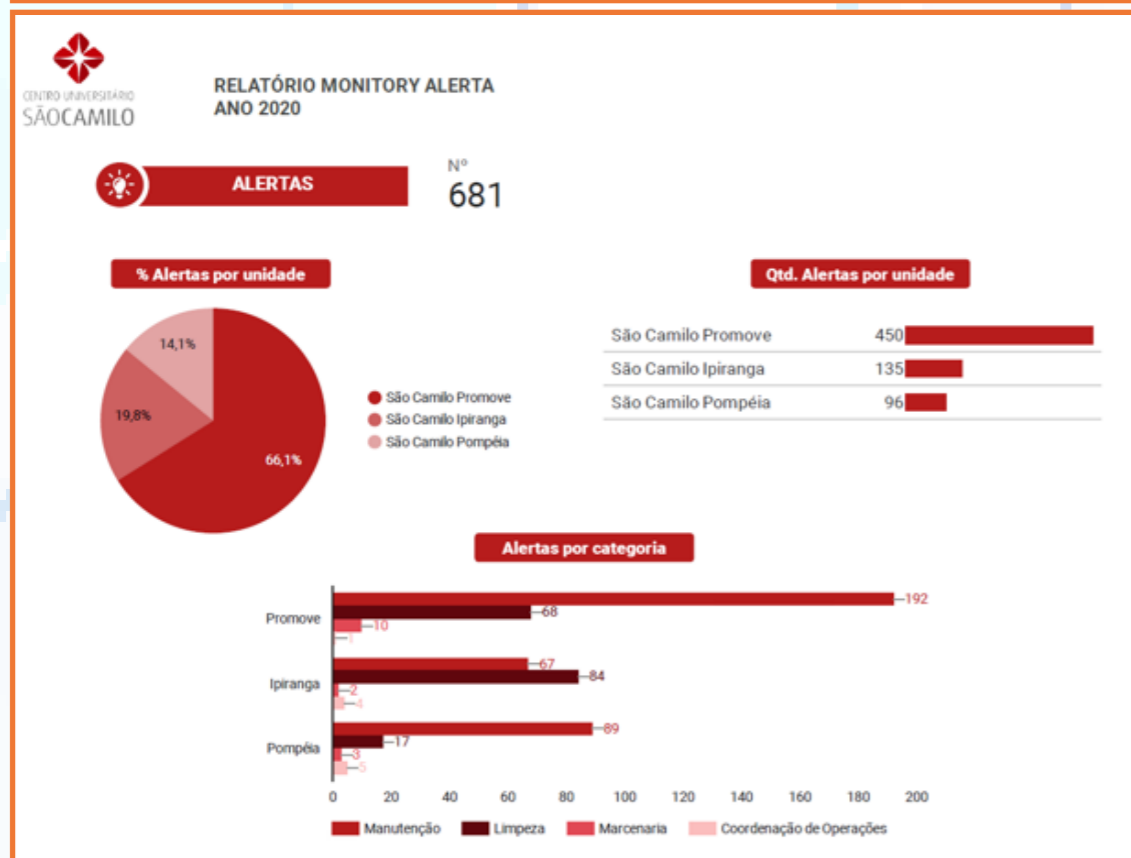 CENTRO UNIVERSITÁRIO
SÃOCAMILO
RELATÓRIO MONITORY ALERTA
ANO 2020
ALERTAS
Nº
681
% Alertas por unidade
14,1%
19,8%
66,1%
São Camilo Promove
São Camilo Ipiranga
São Camilo Pompéia
Qtd. Alertas por unidade
São Camilo Promove 450
São Camilo Ipiranga 135
São Camilo Pompéia 96
Alertas por categoria
Promove
192
68
10
1
Ipiranga
67
84
2
4
Pompéia
89
17
3
5
0 20 40 60 80 100 120 140 160 180 200
Manutenção Limpeza Marcenaria Coordenação de Operações